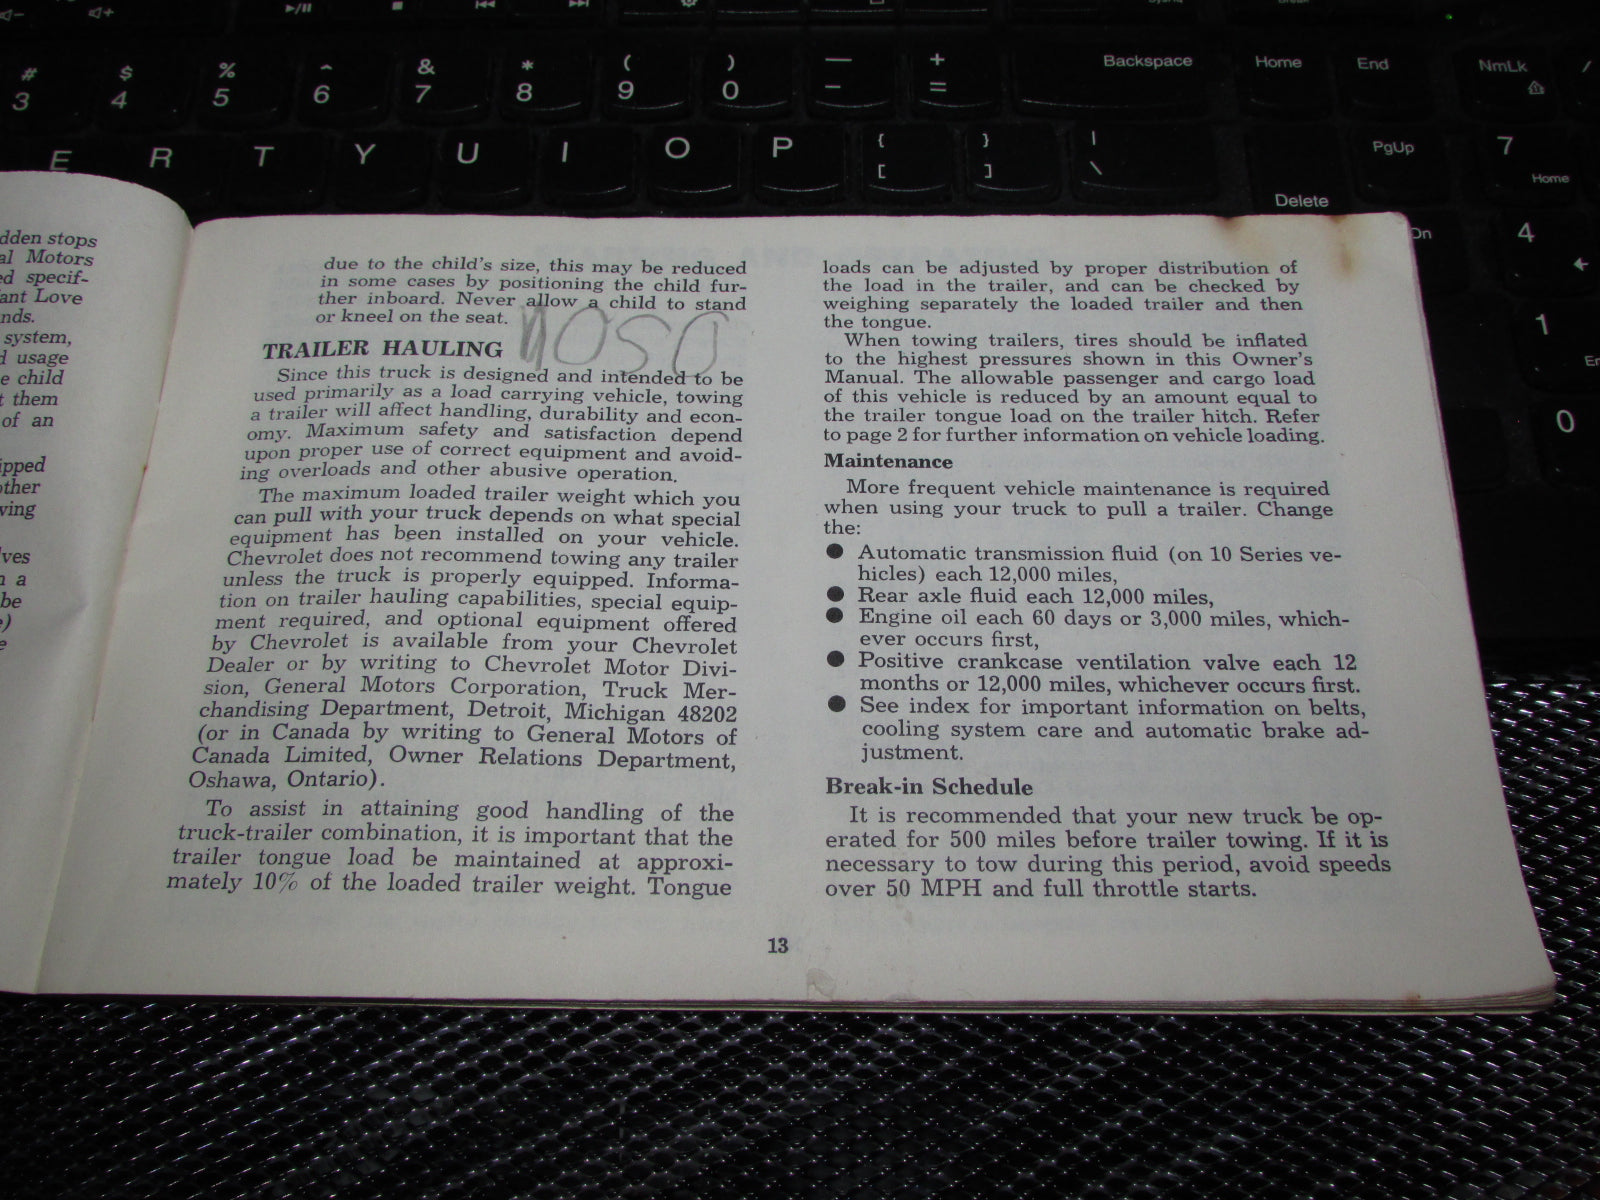 # $ % ^ & * ( ) — +
3 4 5 6 7 8 9 0 - = Backspace Home End NmLk /
E R T Y U I O P { [ } ] | \ PgUp 7 Home
Delete
4
1
0
dden stops
al Motors
ed specif-
ant Love
nds.
system,
d usage
e child
t them
of an
ipped
other
ving
lves
n a
be
e)
e
due to the child's size, this may be reduced
in some cases by positioning the child fur-
ther inboard. Never allow a child to stand
or kneel on the seat.
TRAILER HAULING
Since this truck is designed and intended to be
used primarily as a load carrying vehicle, towing
a trailer will affect handling, durability and econ-
omy. Maximum safety and satisfaction depend
upon proper use of correct equipment and avoid-
ing overloads and other abusive operation.
The maximum loaded trailer weight which you
can pull with your truck depends on what special
equipment has been installed on your vehicle.
Chevrolet does not recommend towing any trailer
unless the truck is properly equipped. Informa-
tion on trailer hauling capabilities, special equip-
ment required, and optional equipment offered
by Chevrolet is available from your Chevrolet
Dealer or by writing to Chevrolet Motor Divi-
sion, General Motors Corporation, Truck Mer-
chandising Department, Detroit, Michigan 48202
(or in Canada by writing to General Motors of
Canada Limited, Owner Relations Department,
Oshawa, Ontario).
To assist in attaining good handling of the
truck-trailer combination, it is important that the
trailer tongue load be maintained at approxi-
mately 10% of the loaded trailer weight. Tongue
loads can be adjusted by proper distribution of
the load in the trailer, and can be checked by
weighing separately the loaded trailer and then
the tongue.
When towing trailers, tires should be inflated
to the highest pressures shown in this Owner's
Manual. The allowable passenger and cargo load
of this vehicle is reduced by an amount equal to
the trailer tongue load on the trailer hitch. Refer
to page 2 for further information on vehicle loading.
Maintenance
More frequent vehicle maintenance is required
when using your truck to pull a trailer. Change
the:
● Automatic transmission fluid (on 10 Series ve-
hicles) each 12,000 miles,
● Rear axle fluid each 12,000 miles,
● Engine oil each 60 days or 3,000 miles, which-
ever occurs first,
● Positive crankcase ventilation valve each 12
months or 12,000 miles, whichever occurs first.
● See index for important information on belts,
cooling system care and automatic brake ad-
justment.
Break-in Schedule
It is recommended that your new truck be op-
erated for 500 miles before trailer towing. If it is
necessary to tow during this period, avoid speeds
over 50 MPH and full throttle starts.
13